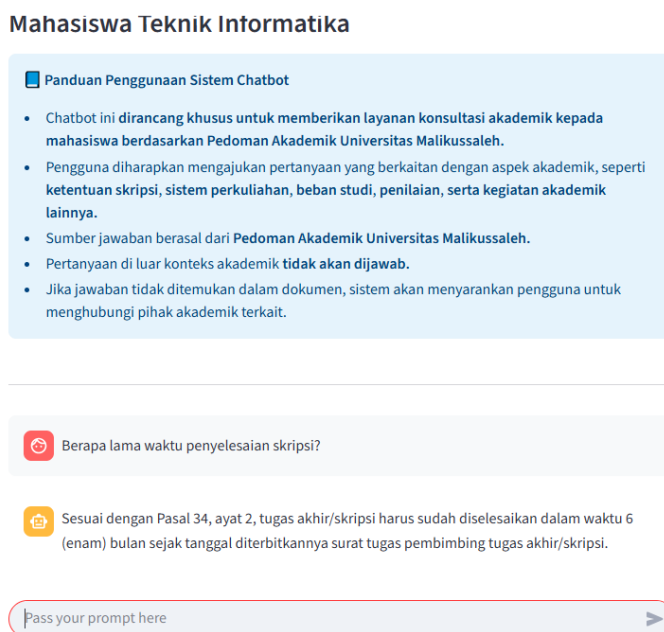 Mahasiswa Teknik Informatika
Panduan Penggunaan Sistem Chatbot
• Chatbot ini dirancang khusus untuk memberikan layanan konsultasi akademik kepada
mahasiswa berdasarkan Pedoman Akademik Universitas Malikussaleh.
• Pengguna diharapkan mengajukan pertanyaan yang berkaitan dengan aspek akademik, seperti
ketentuan skripsi, sistem perkuliahan, beban studi, penilaian, serta kegiatan akademik
lainnya.
• Sumber jawaban berasal dari Pedoman Akademik Universitas Malikussaleh.
• Pertanyaan di luar konteks akademik tidak akan dijawab.
• Jika jawaban tidak ditemukan dalam dokumen, sistem akan menyarankan pengguna untuk
menghubungi pihak akademik terkait.
Berapa lama waktu penyelesaian skripsi?
Sesuai dengan Pasal 34, ayat 2, tugas akhir/skripsi harus sudah diselesaikan dalam waktu 6
(enam) bulan sejak tanggal diterbitkannya surat tugas pembimbing tugas akhir/skripsi.
Pass your prompt here